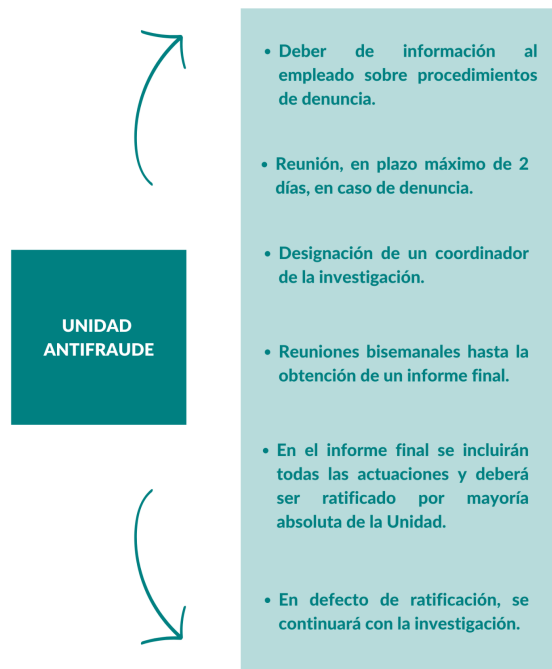 • Deber de información al
empleado sobre procedimientos
de denuncia.
• Reunión, en plazo máximo de 2
días, en caso de denuncia.
• Designación de un coordinador
de la investigación.
UNIDAD
ANTIFRAUDE
• Reuniones bisemanales hasta la
obtención de un informe final.
• En el informe final se incluirán
todas las actuaciones y deberá
ser ratificado por mayoría
absoluta de la Unidad.
• En defecto de ratificación, se
continuará con la investigación.